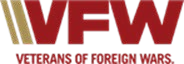 VFW
VETERANS OF FOREIGN WARS.